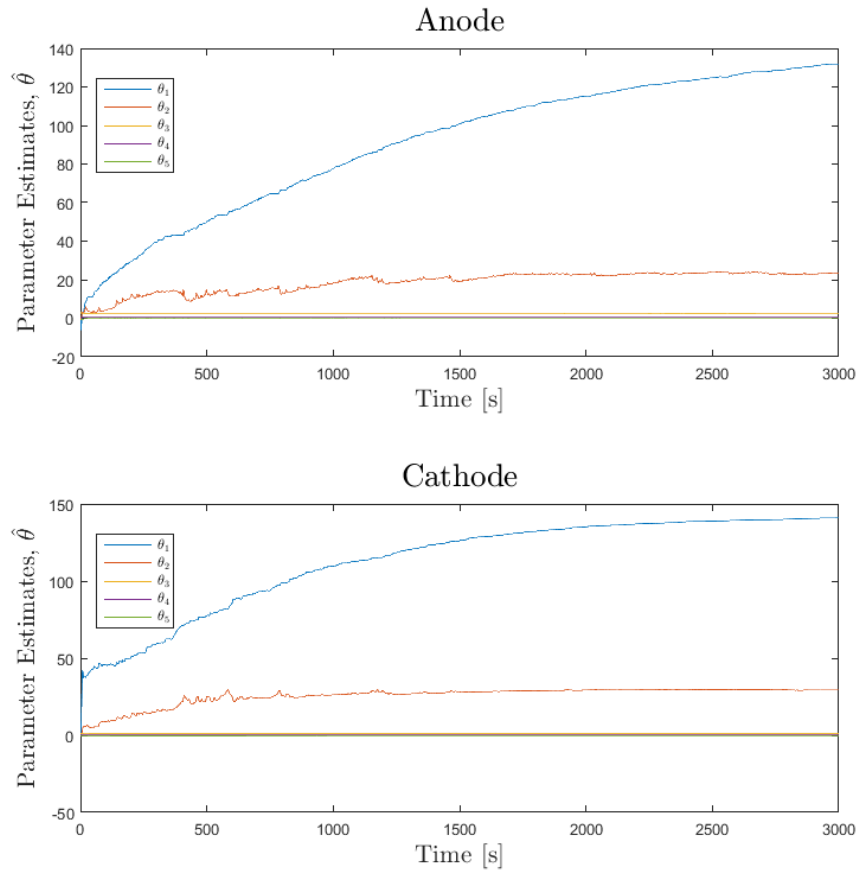 Anode
Parameter Estimates, θ̂
140
120
100
80
60
40
20
0
-20
θ₁
θ₂
θ₃
θ₄
θ₅
0 500 1000 1500 2000 2500 3000
Time [s]
Cathode
Parameter Estimates, θ̂
150
100
50
0
-50
θ₁
θ₂
θ₃
θ₄
θ₅
0 500 1000 1500 2000 2500 3000
Time [s]